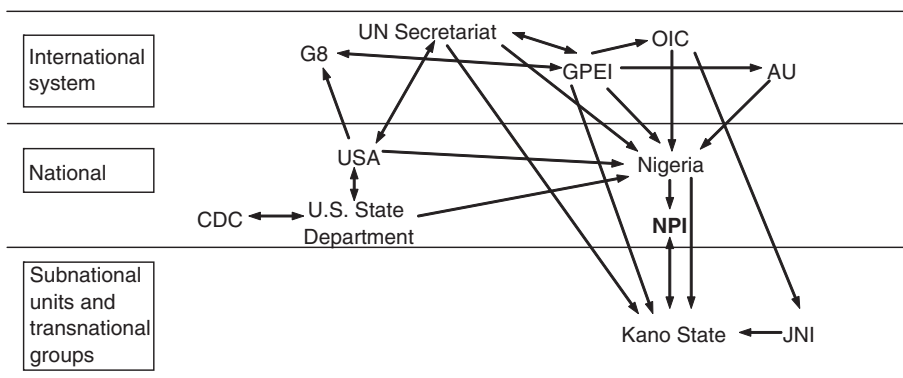 International
system
UN Secretariat
G8
GPEI
OIC
AU
National
USA
Nigeria
CDC
U.S. State
Department
NPI
Subnational
units and
transnational
groups
Kano State
JNI